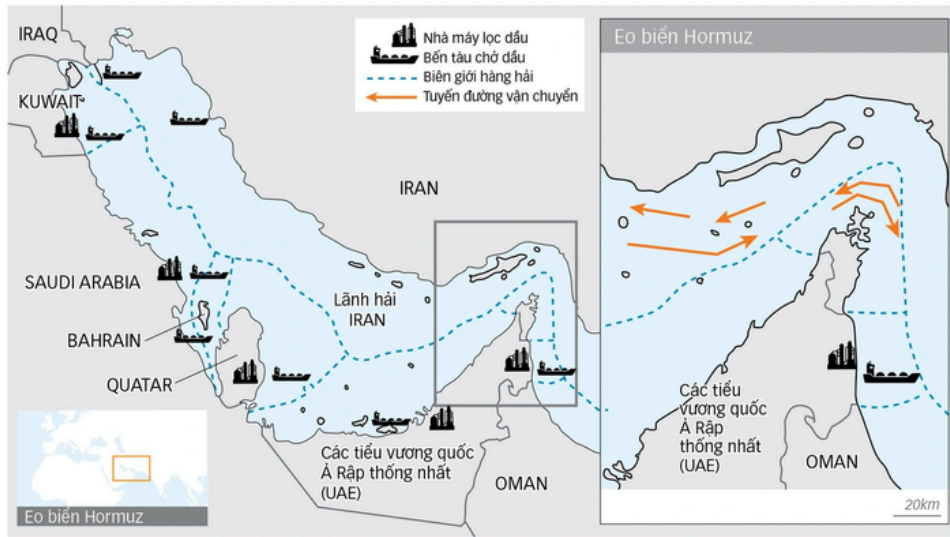 IRAQ
KUWAIT
Nhà máy lọc dầu
Bến tàu chở dầu
Biên giới hàng hải
Tuyến đường vận chuyển
IRAN
SAUDI ARABIA
BAHRAIN
QUATAR
Lãnh hải
IRAN
Các tiểu vương quốc
Ả Rập thống nhất
(UAE)
OMAN
Eo biển Hormuz
Eo biển Hormuz
Các tiểu
vương quốc
Ả Rập
thống nhất
(UAE)
OMAN
20km